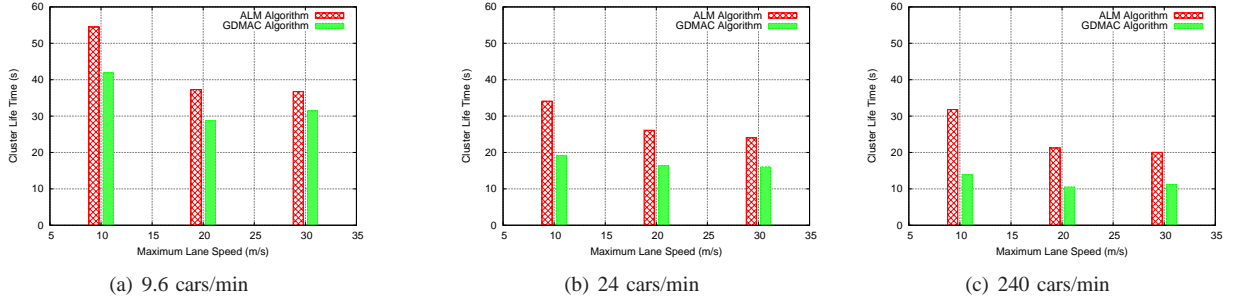 60
50
40
30
20
10
0
5
10
15
20
25
30
35
Cluster Life Time (s)
Maximum Lane Speed (m/s)
ALM Algorithm
GDMAC Algorithm
(a) 9.6 cars/min
60
50
40
30
20
10
0
5
10
15
20
25
30
35
Cluster Life Time (s)
Maximum Lane Speed (m/s)
ALM Algorithm
GDMAC Algorithm
(b) 24 cars/min
60
50
40
30
20
10
0
5
10
15
20
25
30
35
Cluster Life Time (s)
Maximum Lane Speed (m/s)
ALM Algorithm
GDMAC Algorithm
(c) 240 cars/min